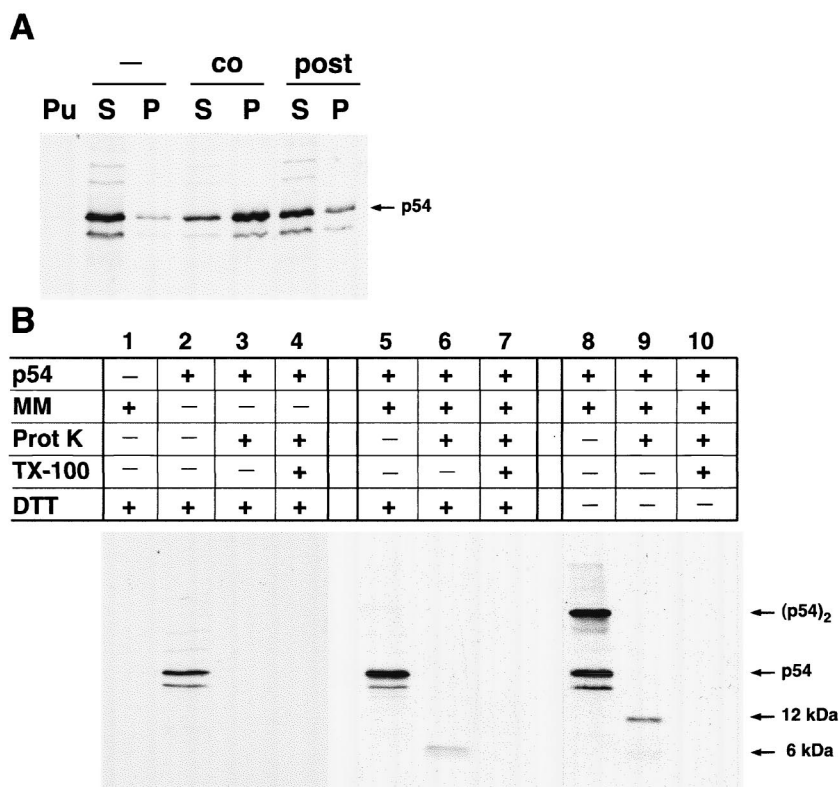 A
— co post
Pu S P S P S P
p54
B
1 2 3 4 5 6 7 8 9 10
p54 — + + + + + + + + +
MM + — — — + + + + + +
Prot K — — + + — + + — + +
TX-100 — — — + — — + — — +
DTT + + + + + + + — — —
(p54)2
p54
12 kDa
6 kDa